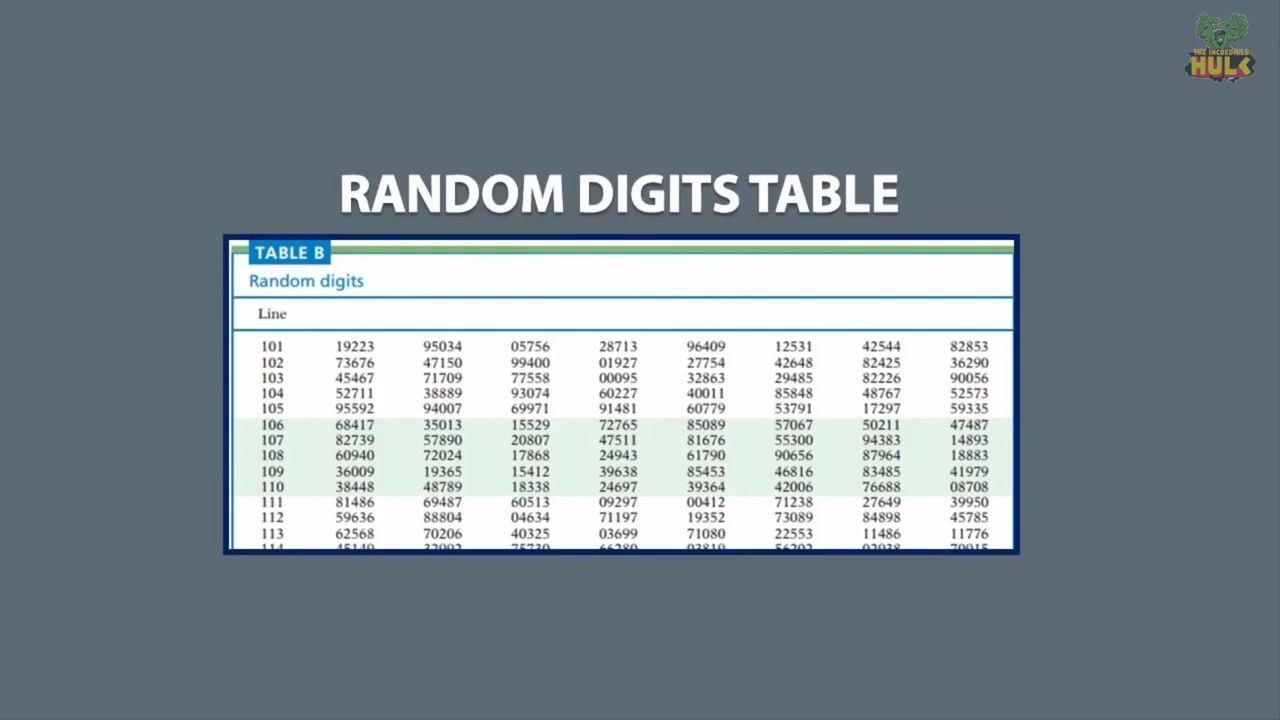 THE INCREDIBLE
HULK
RANDOM DIGITS TABLE
TABLE B
Random digits
Line
101 19223 95034 05756 28713 96409 12531 42544 82853
102 73676 47150 99400 01927 27754 42648 82425 36290
103 45467 71709 77558 00095 32863 29485 82226 90056
104 52711 38889 93074 60227 40011 85848 48767 52573
105 95592 94007 69971 91481 60779 53791 17297 59335
106 68417 35013 15529 72765 85089 57067 50211 47487
107 82739 57890 20807 47511 81676 55300 94383 14893
108 60940 72024 17868 24943 61790 90656 87964 18883
109 36009 19365 15412 39638 85453 46816 83485 41979
110 38448 48789 18338 24697 39364 42006 76688 08708
111 81486 69487 60513 09297 00412 71238 27649 39950
112 59636 88804 04634 71197 19352 73089 84898 45785
113 62568 70206 40325 03699 71080 22553 11486 11776